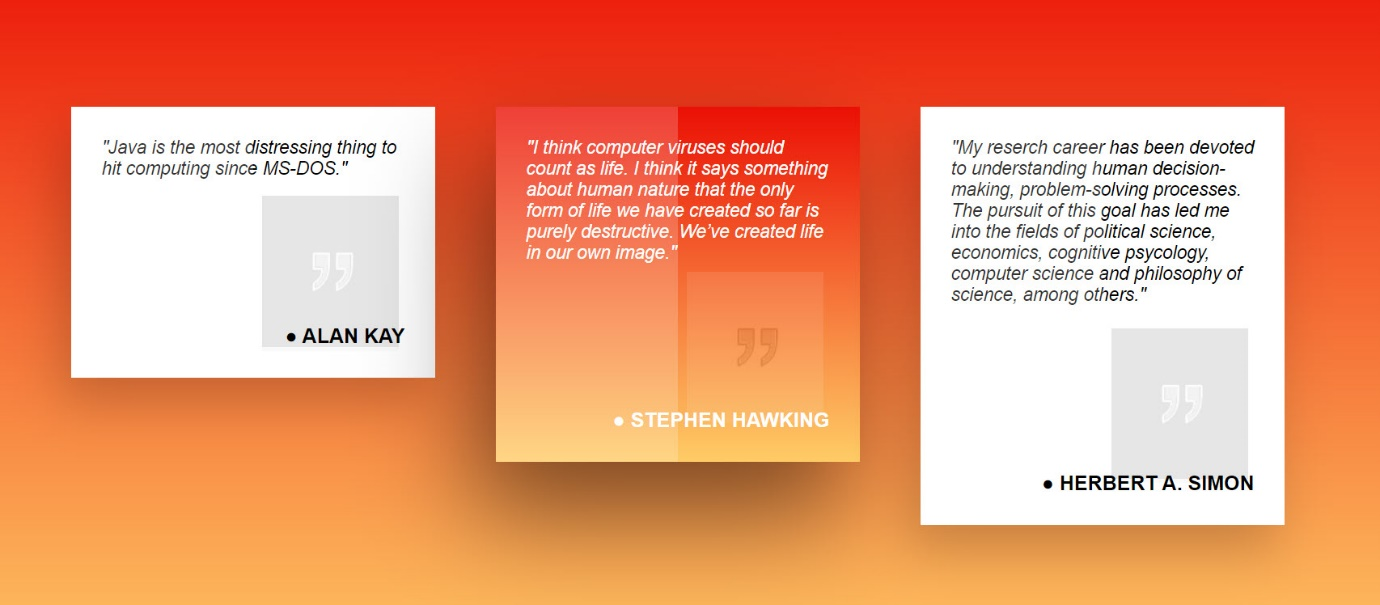 "Java is the most distressing thing to
hit computing since MS-DOS."
”
● ALAN KAY
"I think computer viruses should
count as life. I think it says something
about human nature that the only
form of life we have created so far is
purely destructive. We’ve created life
in our own image."
”
● STEPHEN HAWKING
"My reserch career has been devoted
to understanding human decision-
making, problem-solving processes.
The pursuit of this goal has led me
into the fields of political science,
economics, cognitive psycology,
computer science and philosophy of
science, among others."
”
● HERBERT A. SIMON